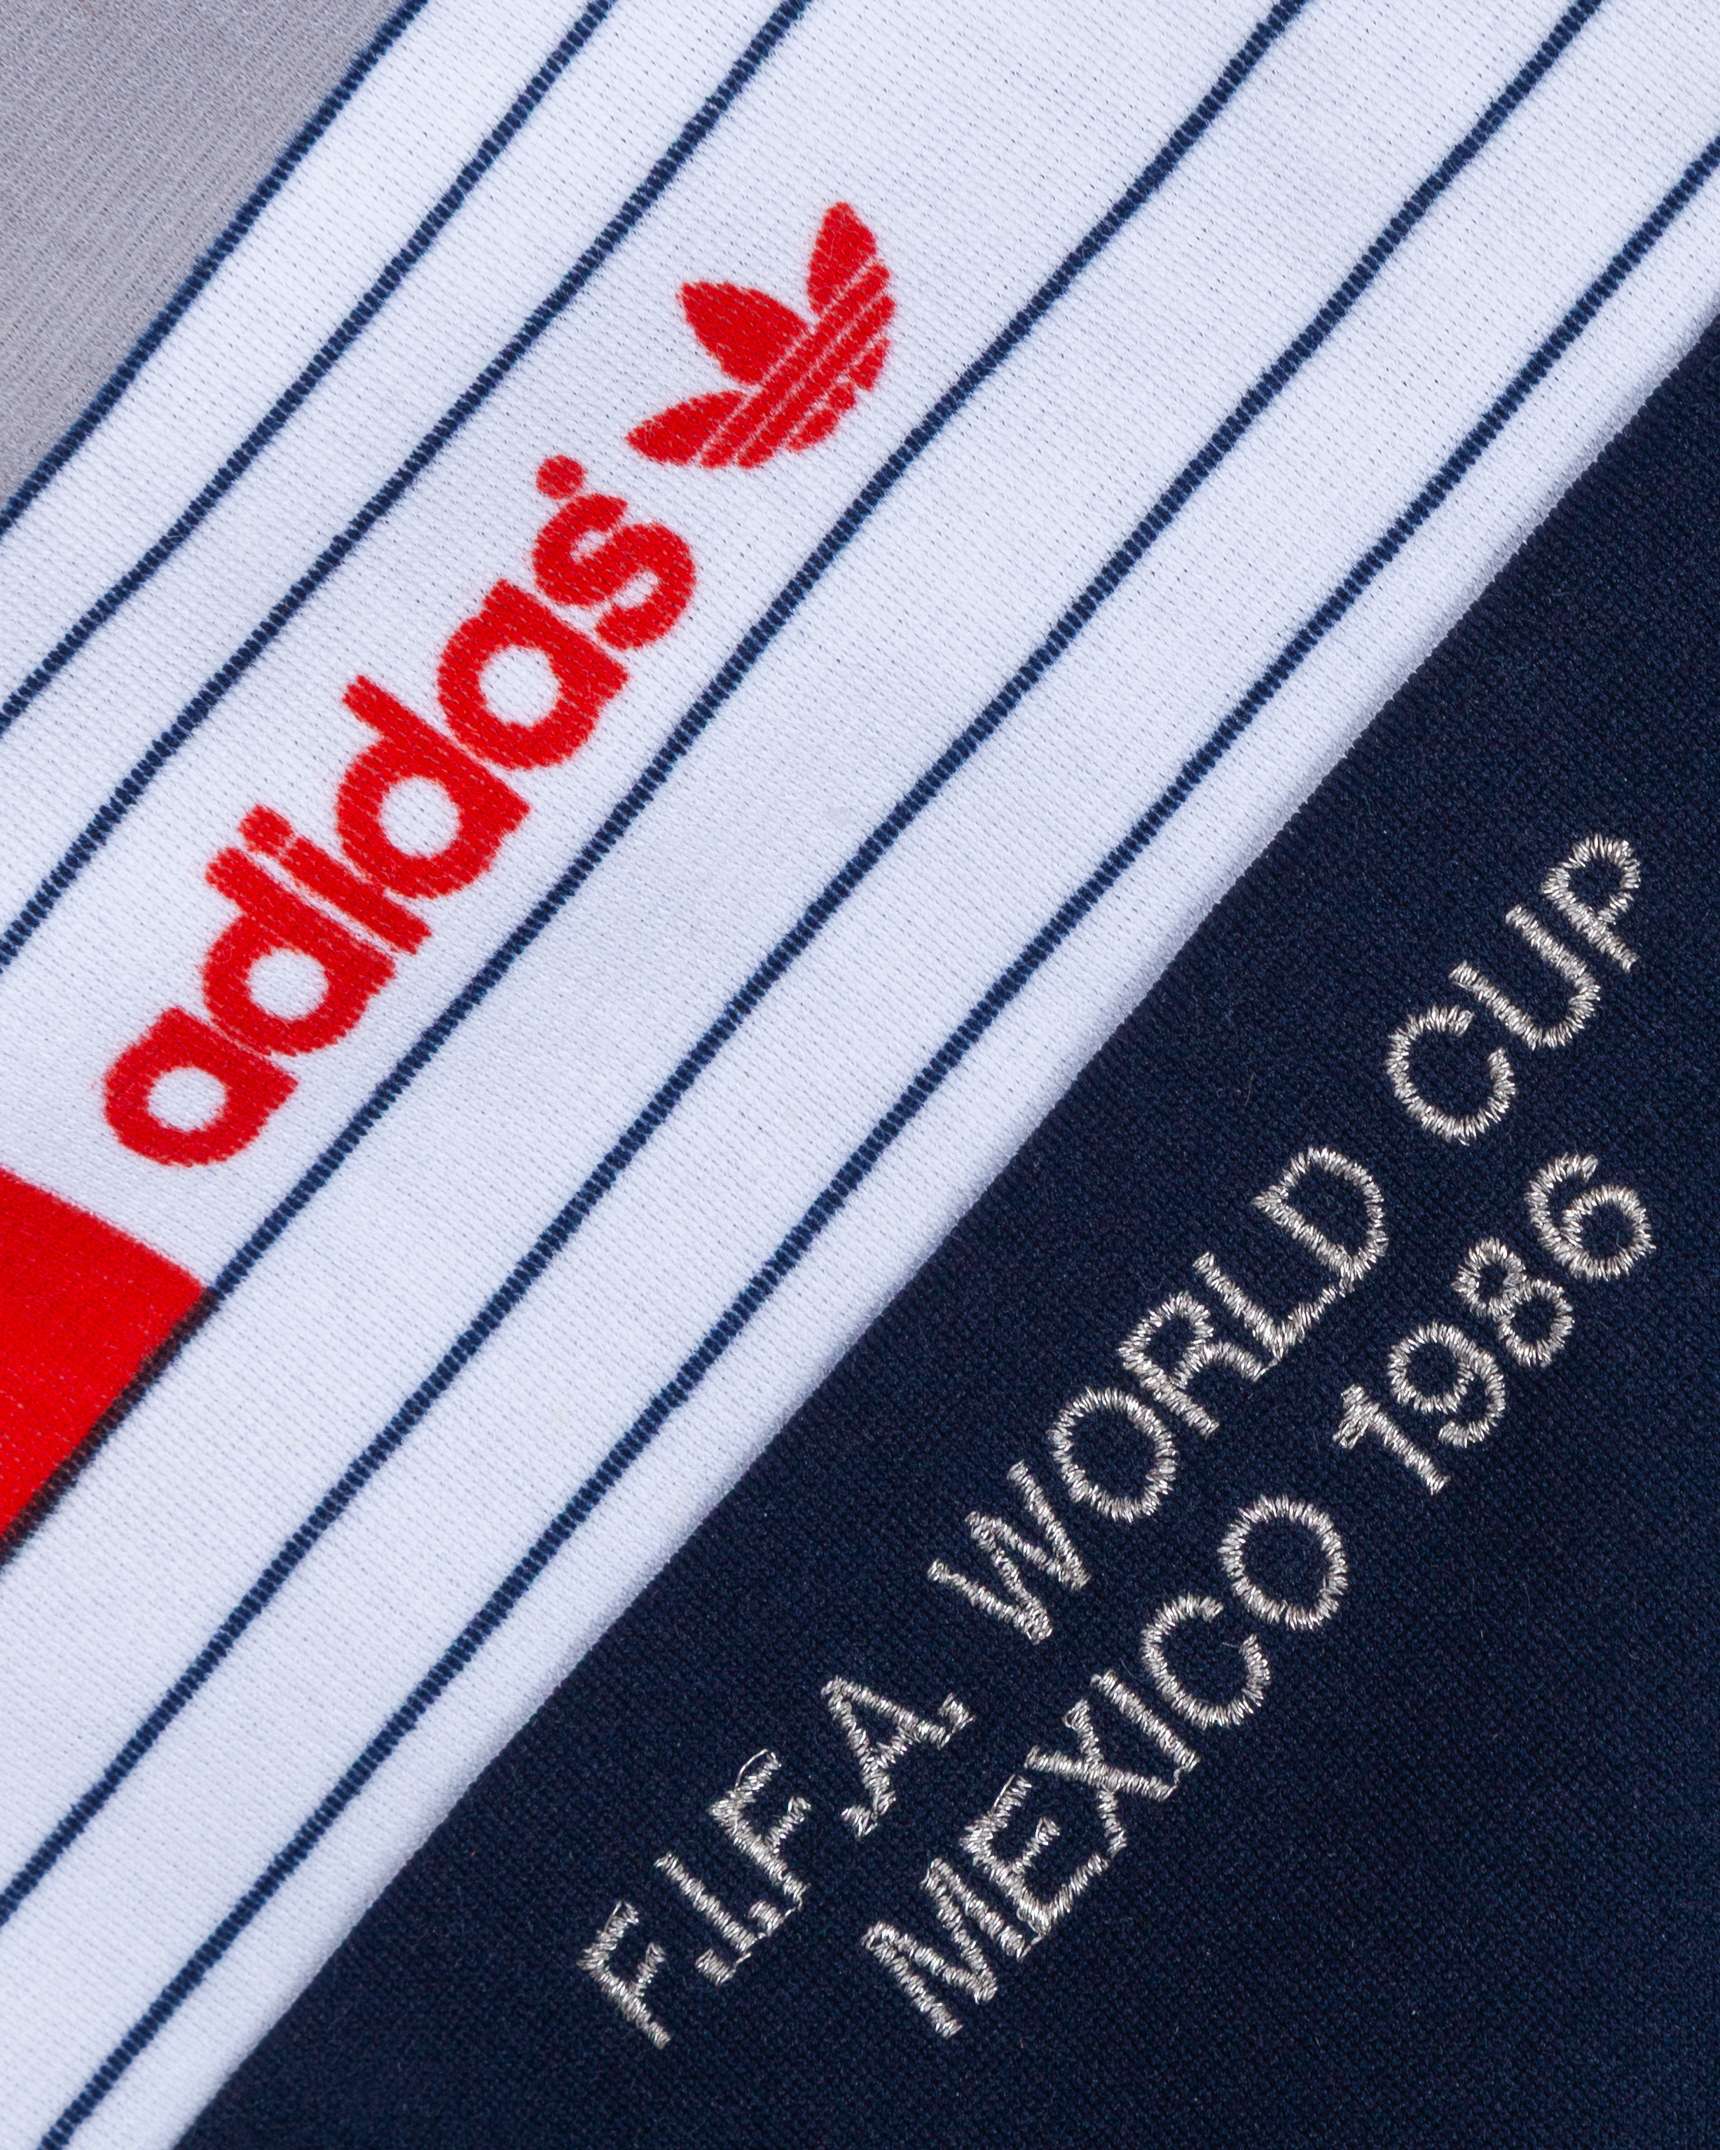 adidas
F.I.F.A. WORLD CUP
MEXICO 1986